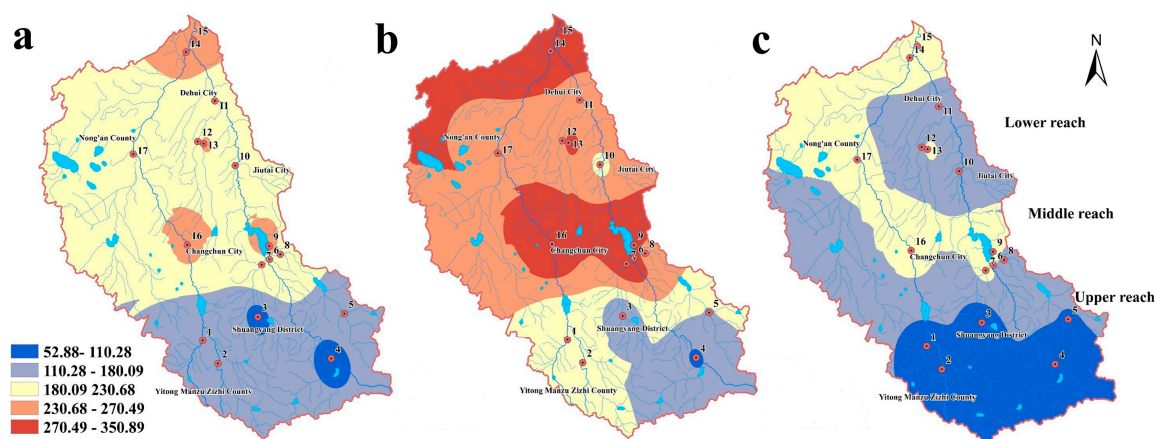 a
15
14
Dehui City
11
12
13
Nong'an County
17
10
Jiutai City
16
9
8
Changchun City
7
6
3
5
Shuangyang District
1
2
4
Yitong Manzu Zizhi County
52.88- 110.28
110.28 - 180.09
180.09 230.68
230.68 - 270.49
270.49 - 350.89
b
15
14
Dehui City
11
12
13
Nong'an County
17
10
Jiutai City
16
9
8
6
7
Changchun City
3
5
Shuangyang District
1
2
4
Yitong Manzu Zizhi County
c
15
14
Dehui City
11
12
13
Nong'an County
17
10
Jiutai City
16
9
8
6
7
Changchun City
3
5
Shuangyang District
1
2
4
Yitong Manzu Zizhi County
N
Lower reach
Middle reach
Upper reach